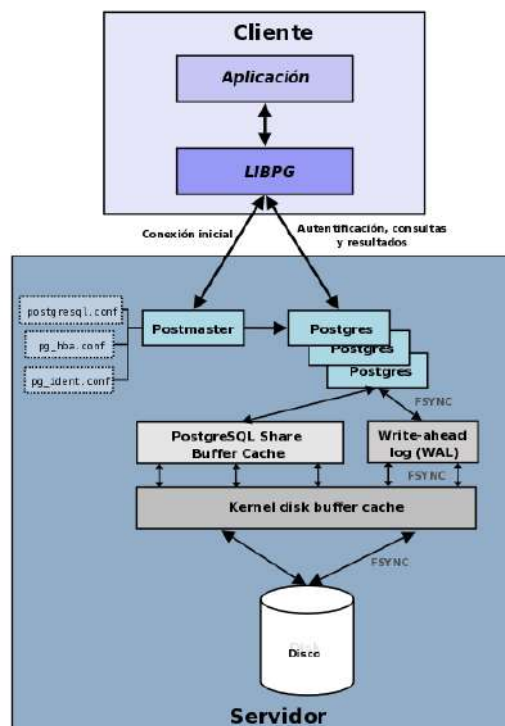 Cliente
Aplicación
LIBPG
Conexión inicial
Autentificación, consultas
y resultados
postgresql.conf
pg_hba.conf
pg_ident.conf
Postmaster
Postgres
Postgres
Postgres
FSYNC
PostgreSQL Share
Buffer Cache
Write-ahead
log (WAL)
FSYNC
Kernel disk buffer cache
FSYNC
Disco
Servidor